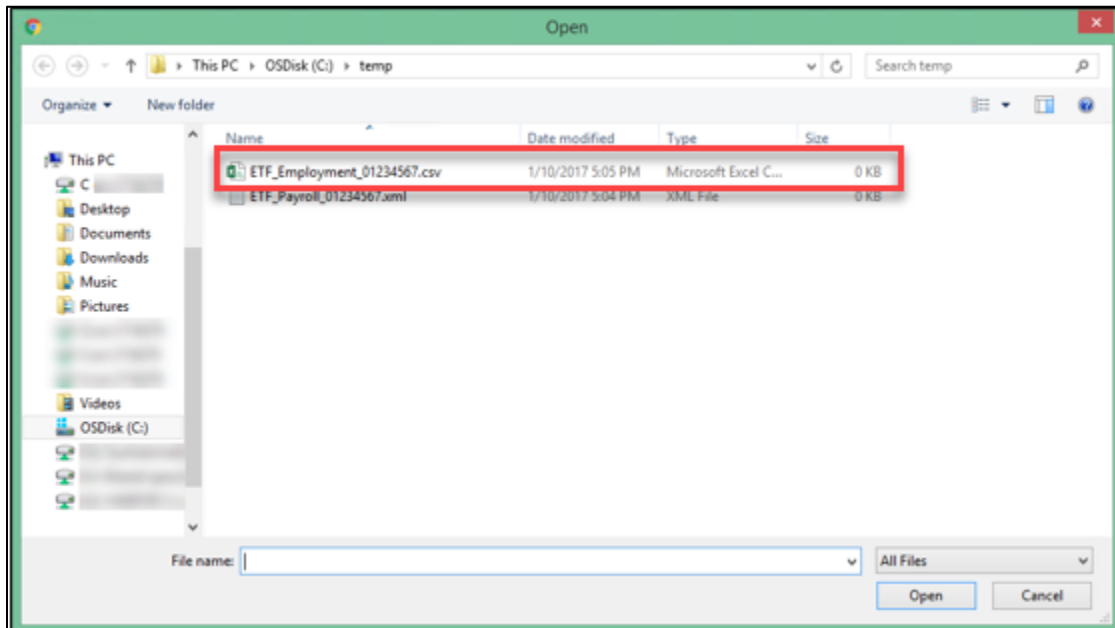 Open
This PC OSDisk (C:) temp Search temp
Organize New folder
Name Date modified Type Size
ETF_Employment_01234567.csv 1/10/2017 5:05 PM Microsoft Excel C... 0 KB
ETF_Payroll_01234567.xml 1/10/2017 5:04 PM XML File 0 KB
This PC
C
Desktop
Documents
Downloads
Music
Pictures
Videos
OSDisk (C:)
File name: All Files
Open Cancel